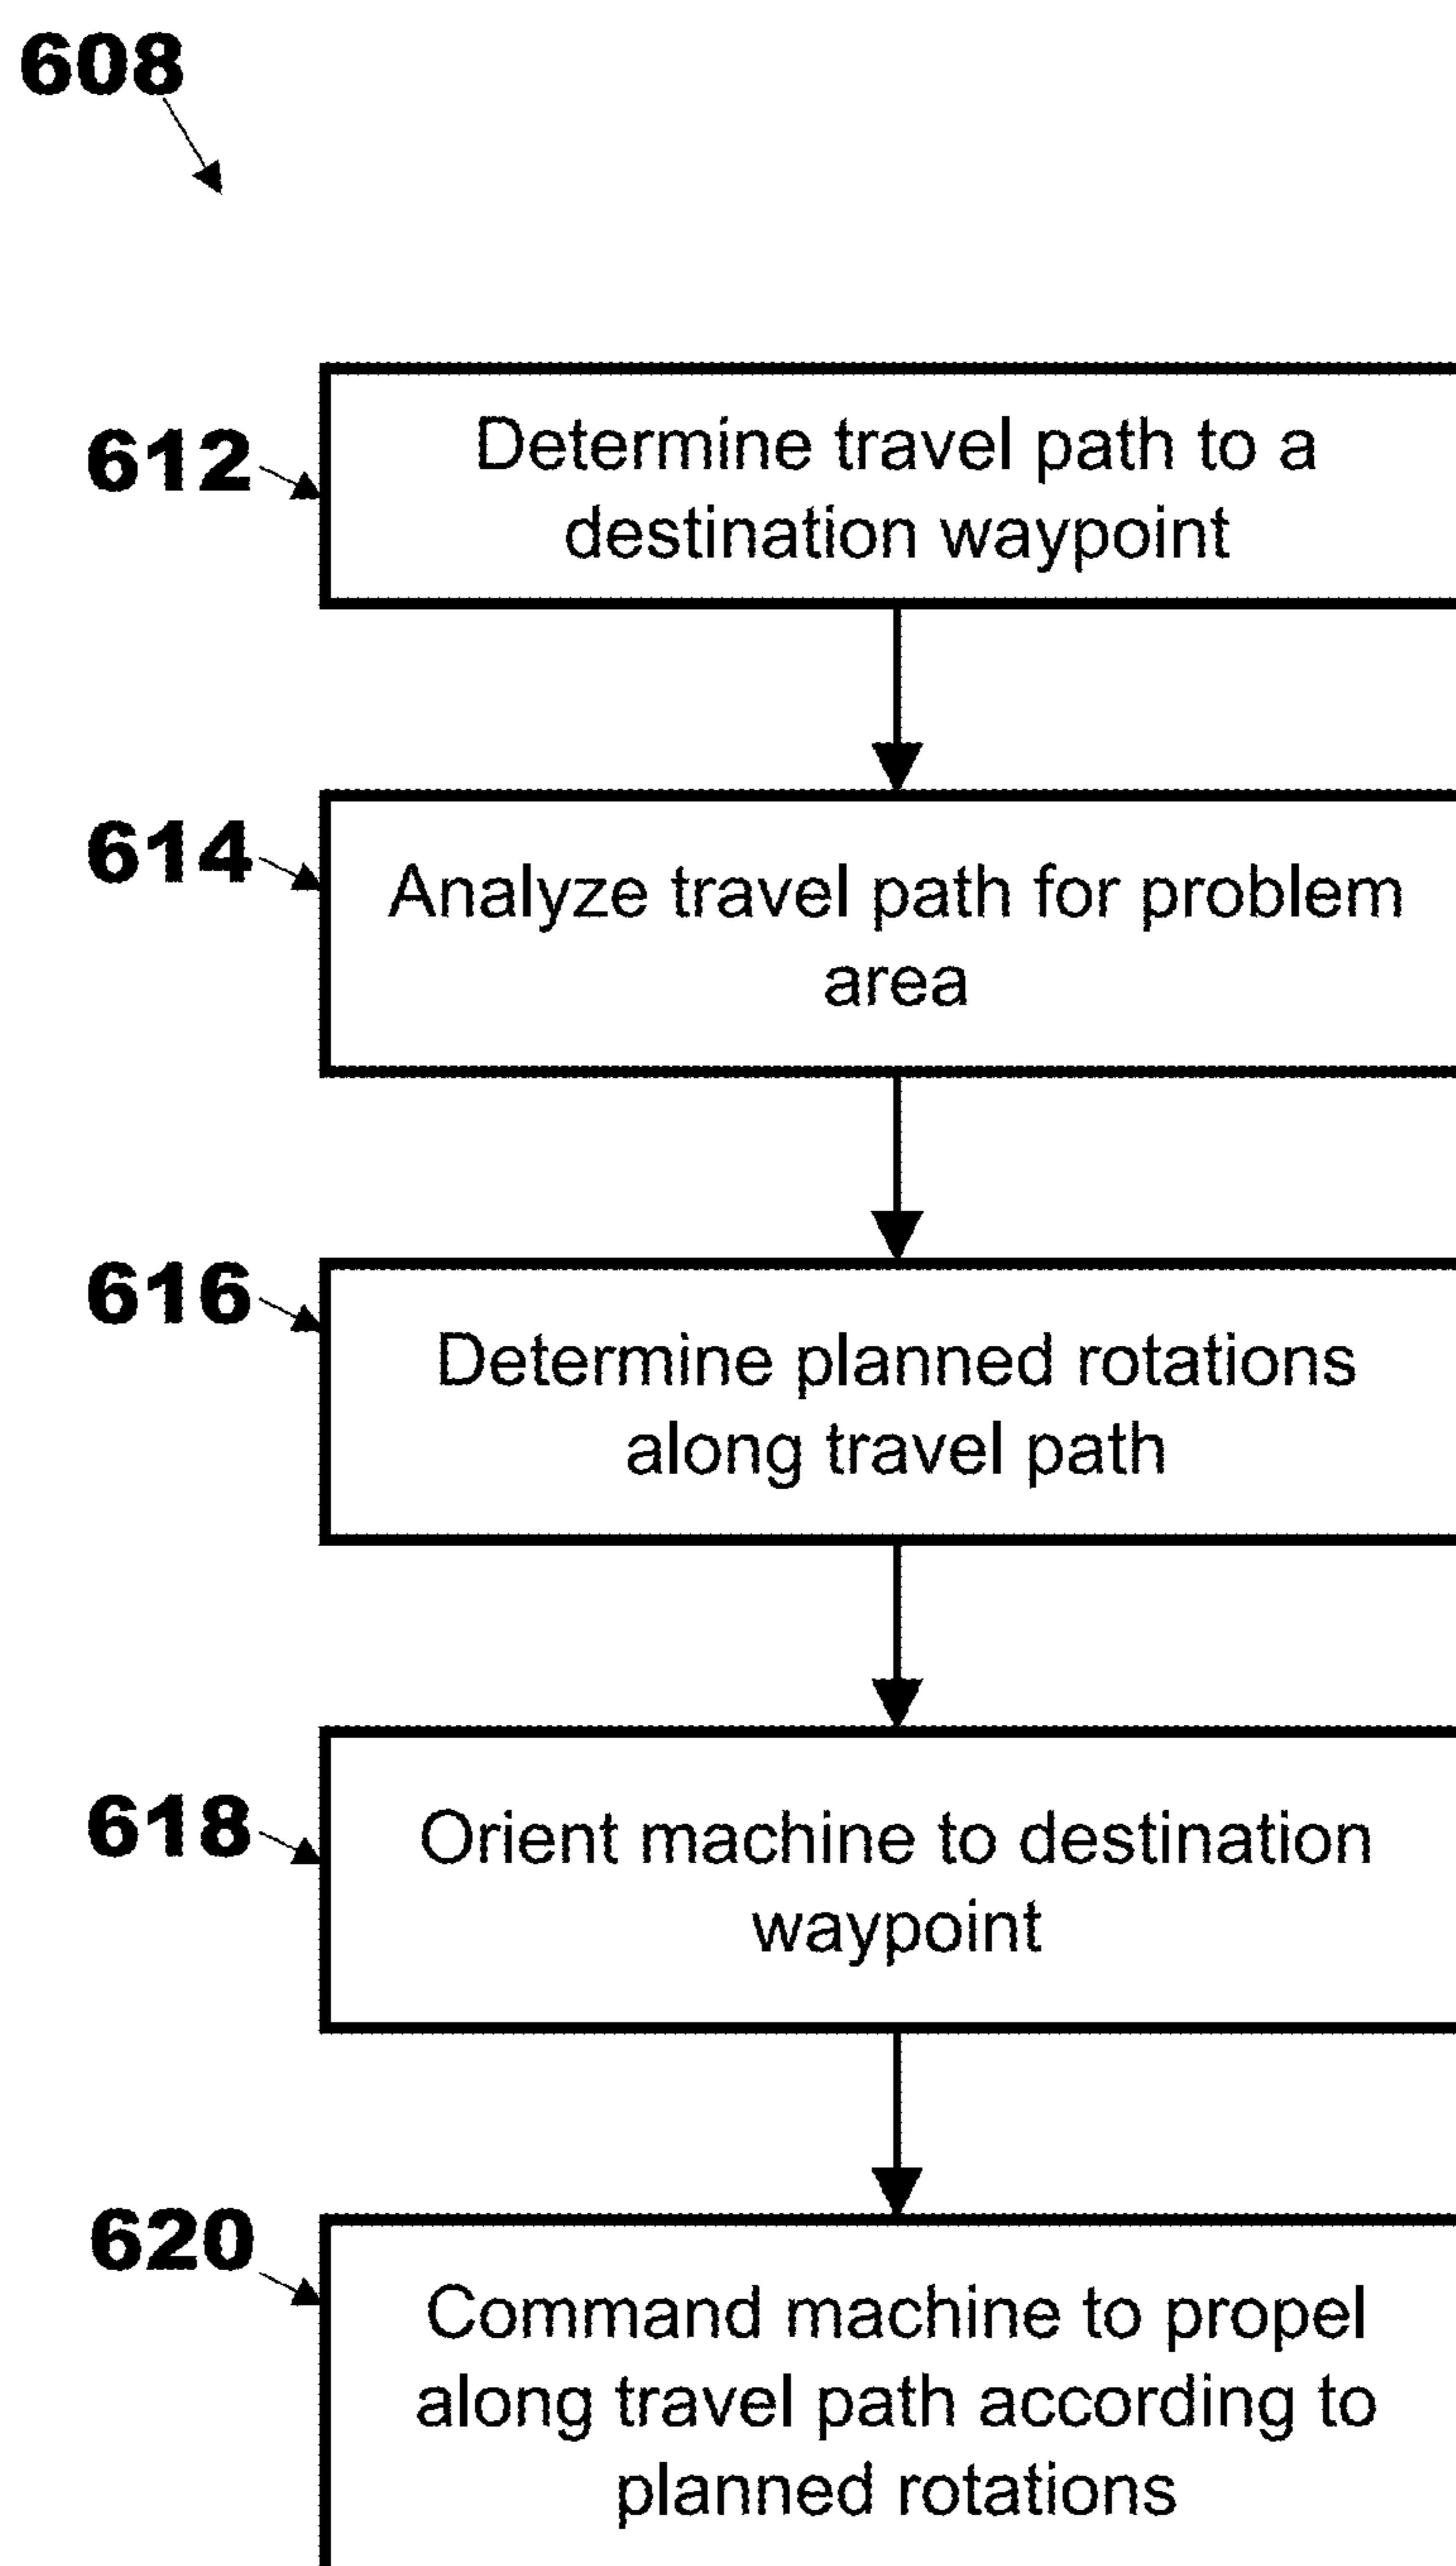 608
612
Determine travel path to a
destination waypoint
614
Analyze travel path for problem
area
616
Determine planned rotations
along travel path
618
Orient machine to destination
waypoint
620
Command machine to propel
along travel path according to
planned rotations